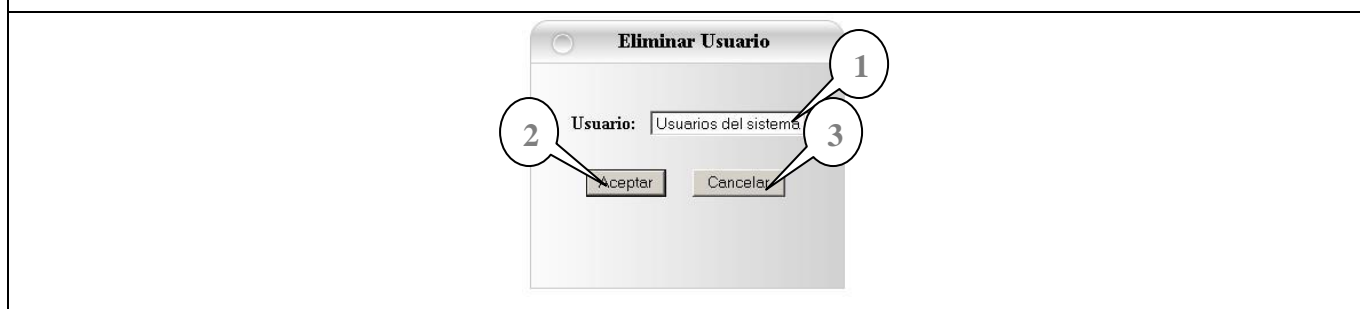 Eliminar Usuario
1
Usuario: Usuarios del sistema
2
3
Aceptar Cancelar